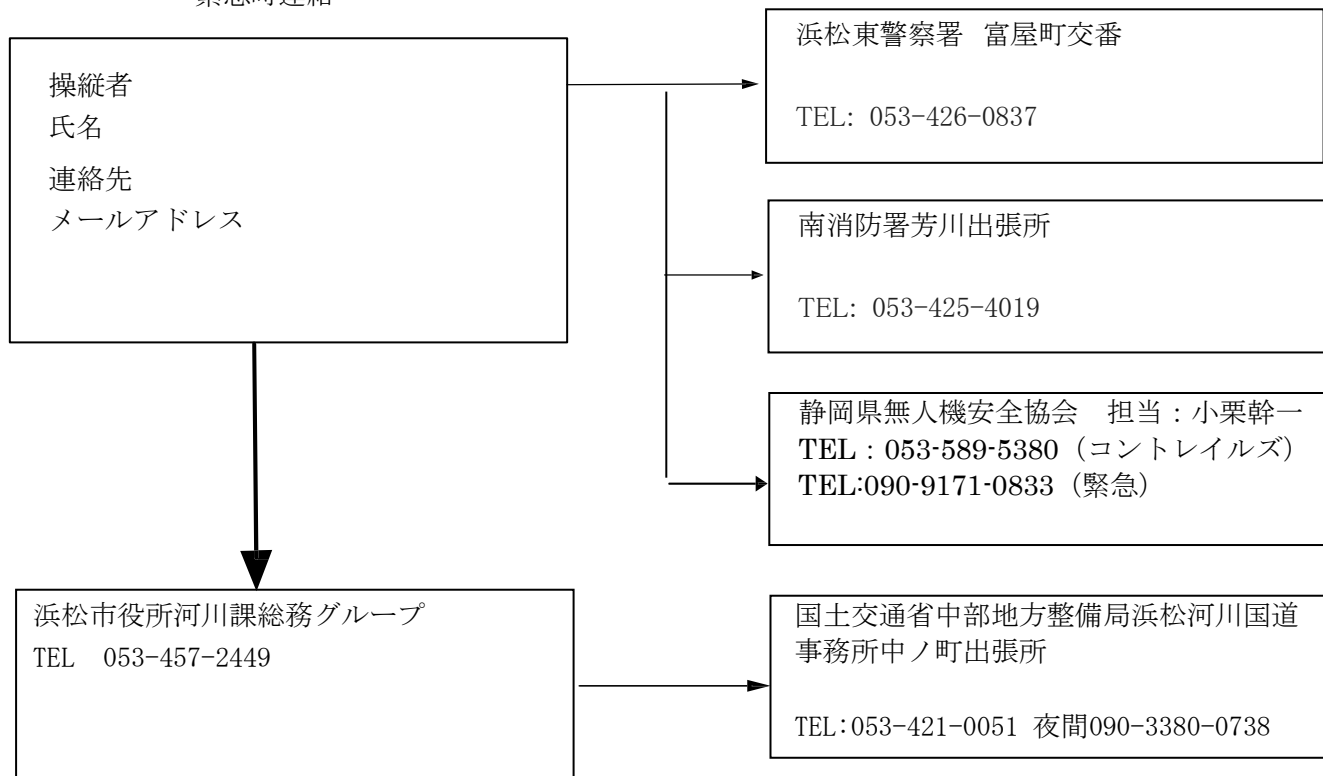 緊急時連絡
操縦者
氏名
連絡先
メールアドレス
浜松東警察署 富屋町交番
TEL: 053-426-0837
南消防署芳川出張所
TEL: 053-425-4019
静岡県無人機安全協会　担当：小栗幹一
TEL：053-589-5380（コントレイルズ）
TEL:090-9171-0833（緊急）
浜松市役所河川課総務グループ
TEL　053-457-2449
国土交通省中部地方整備局浜松河川国道
事務所中ノ町出張所
TEL:053-421-0051 夜間090-3380-0738